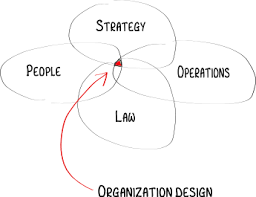 STRATEGY
PEOPLE
OPERATIONS
LAW
ORGANIZATION DESIGN